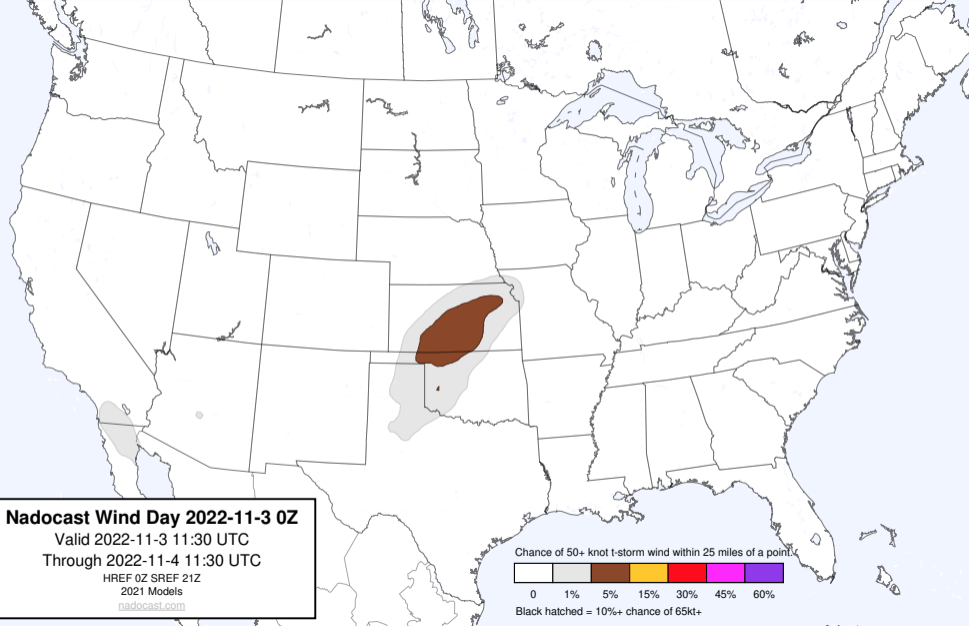 Nadocast Wind Day 2022-11-3 0Z
Valid 2022-11-3 11:30 UTC
Through 2022-11-4 11:30 UTC
HREF 0Z SREF 21Z
2021 Models
nadocast.com
Chance of 50+ knot t-storm wind within 25 miles of a point.
0 1% 5% 15% 30% 45% 60%
Black hatched = 10%+ chance of 65kt+